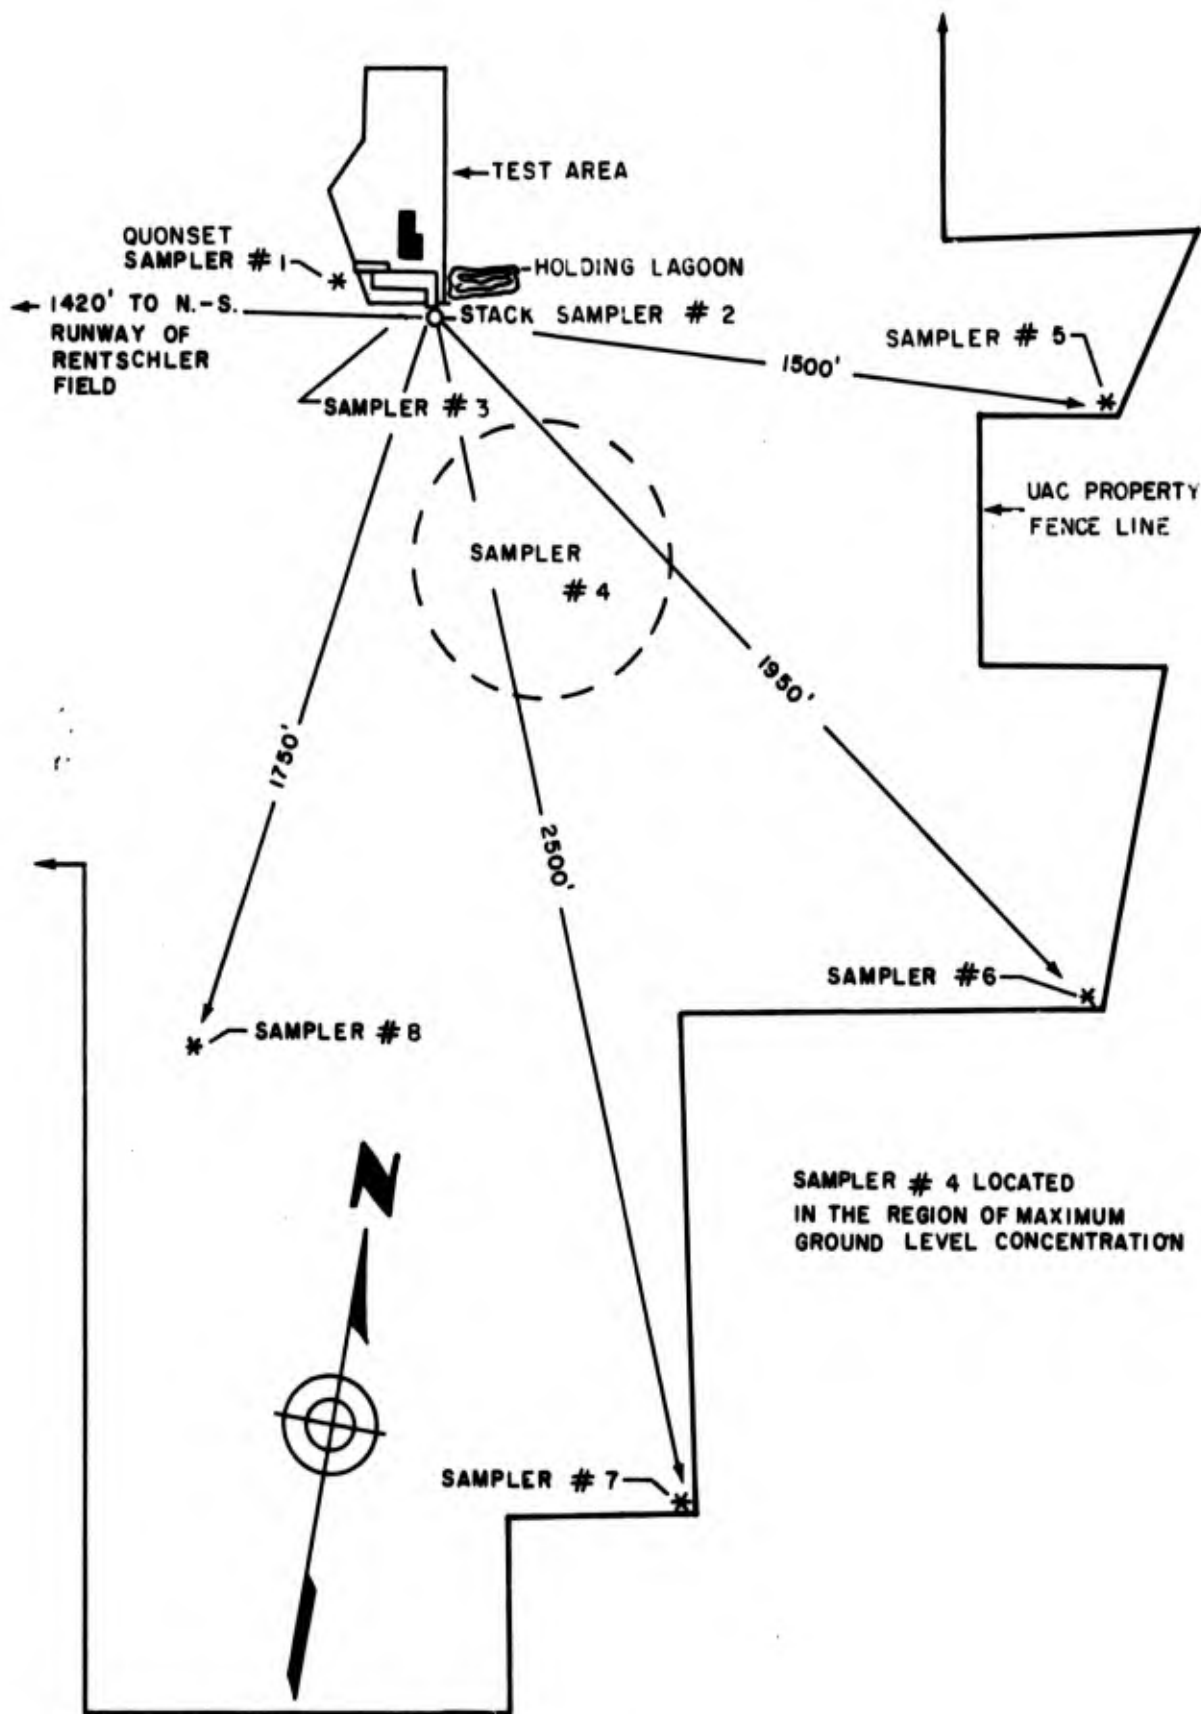 TEST AREA
QUONSET
SAMPLER # 1
HOLDING LAGOON
1420' TO N.-S.
RUNWAY OF
RENTSCHLER
FIELD
STACK SAMPLER # 2
SAMPLER # 5
1500'
SAMPLER # 3
UAC PROPERTY
FENCE LINE
SAMPLER
# 4
1950'
1750'
2500'
SAMPLER #6
SAMPLER # 8
N
SAMPLER # 4 LOCATED
IN THE REGION OF MAXIMUM
GROUND LEVEL CONCENTRATION
SAMPLER # 7